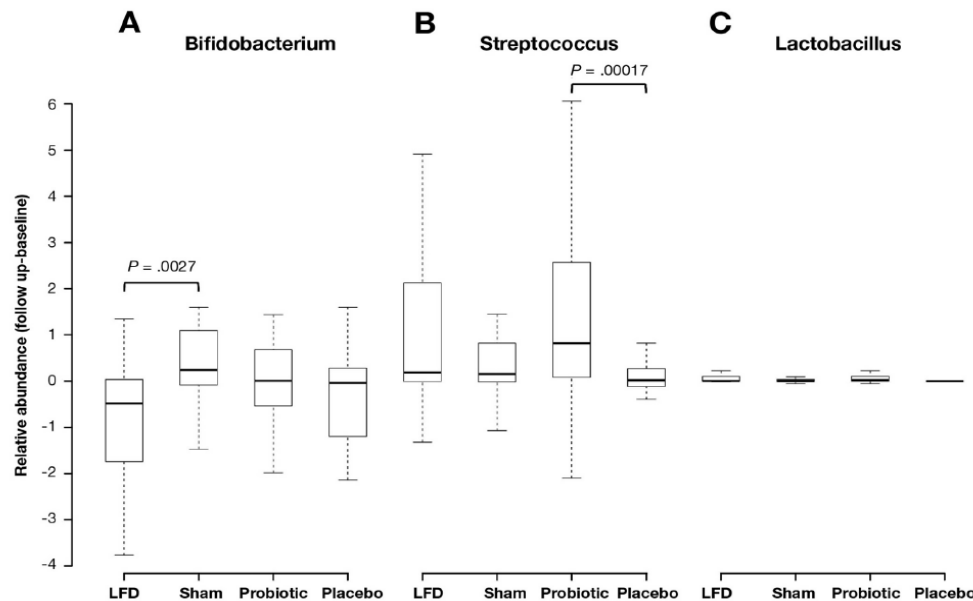 A
Bifidobacterium
B
Streptococcus
C
Lactobacillus
P = .00017
P = .0027
Relative abundance (follow up-baseline)
6
5
4
3
2
1
0
-1
-2
-3
-4
LFD Sham Probiotic Placebo LFD Sham Probiotic Placebo LFD Sham Probiotic Placebo